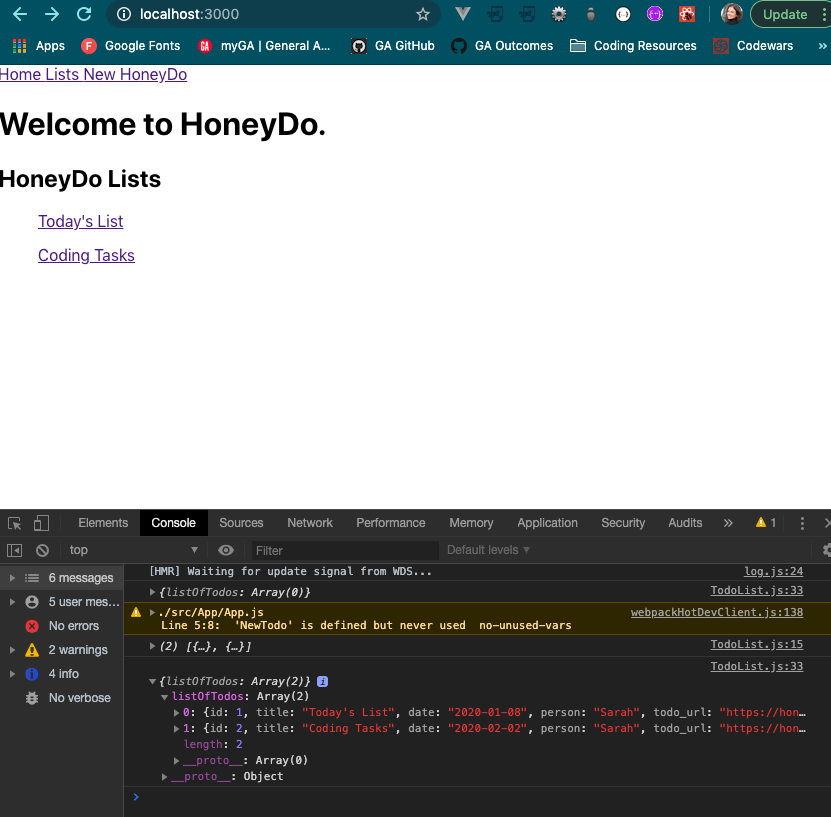 localhost:3000
Update
Apps
Google Fonts
myGA | General A...
GA GitHub
GA Outcomes
Coding Resources
Codewars
»
Home Lists New HoneyDo
Welcome to HoneyDo.
HoneyDo Lists
Today's List
Coding Tasks
Elements Console Sources Network Performance Memory Application Security Audits » 1
top Filter Default levels
6 messages
5 user mes...
No errors
2 warnings
4 info
No verbose
[HMR] Waiting for update signal from WDS... log.js:24
{listOfTodos: Array(0)} TodoList.js:33
./src/App/App.js webpackHotDevClient.js:138
Line 5:8: 'NewTodo' is defined but never used no-unused-vars
(2) [{…}, {…}] TodoList.js:15
TodoList.js:33
{listOfTodos: Array(2)} i
listOfTodos: Array(2)
0: {id: 1, title: "Today's List", date: "2020-01-08", person: "Sarah", todo_url: "https://hon…
1: {id: 2, title: "Coding Tasks", date: "2020-02-02", person: "Sarah", todo_url: "https://hon…
length: 2
__proto__: Array(0)
__proto__: Object